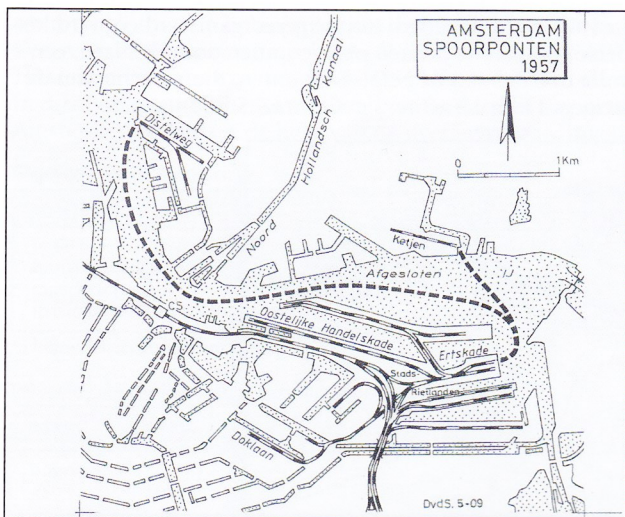 AMSTERDAM
SPOORPONTEN
1957
0 1Km
Distelweg
Noord Hollandsch Kanaal
Ketjen
Afgesloten IJ
CS
Oostelijke Handelskade
Ertskade
Stads-
Rietlanden
Doklaan
DvdS. 5-09